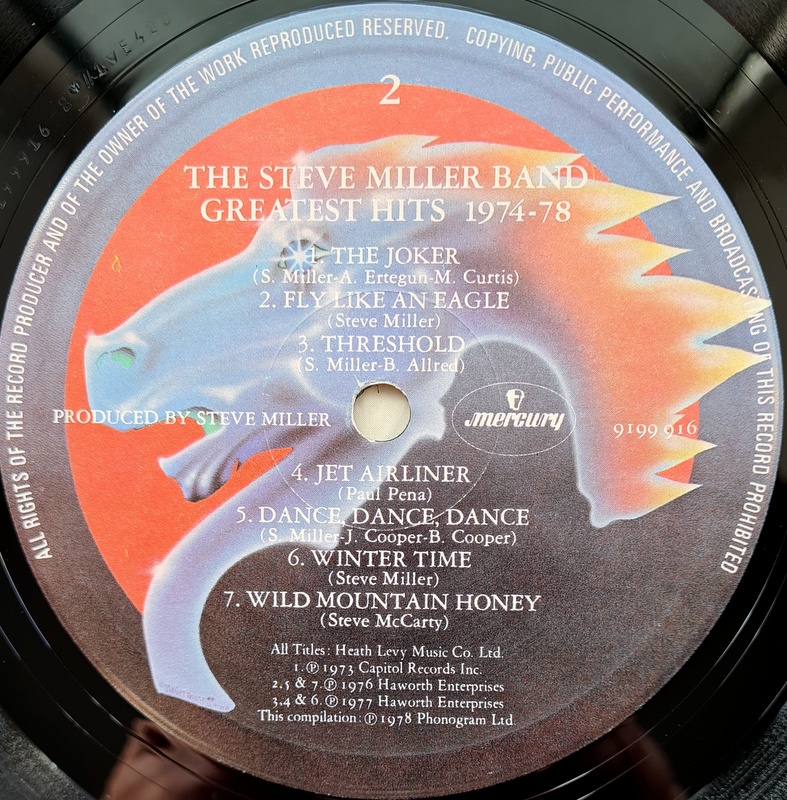 ALL RIGHTS OF THE RECORD PRODUCER AND OF THE OWNER OF THE WORK REPRODUCED RESERVED. COPYING, PUBLIC PERFORMANCE AND BROADCASTING OF THIS RECORD PROHIBITED
2
THE STEVE MILLER BAND
GREATEST HITS 1974-78
1. THE JOKER
(S. Miller-A. Ertegun-M. Curtis)
2. FLY LIKE AN EAGLE
(Steve Miller)
3. THRESHOLD
(S. Miller-B. Allred)
PRODUCED BY STEVE MILLER
mercury
9199 916
4. JET AIRLINER
(Paul Pena)
5. DANCE, DANCE, DANCE
(S. Miller-J. Cooper-B. Cooper)
6. WINTER TIME
(Steve Miller)
7. WILD MOUNTAIN HONEY
(Steve McCarty)
All Titles: Heath Levy Music Co. Ltd.
1.Ⓟ 1973 Capitol Records Inc.
2.5 & 7.Ⓟ 1976 Haworth Enterprises
3,4 & 6.Ⓟ 1977 Haworth Enterprises
This compilation: Ⓟ 1978 Phonogram Ltd.